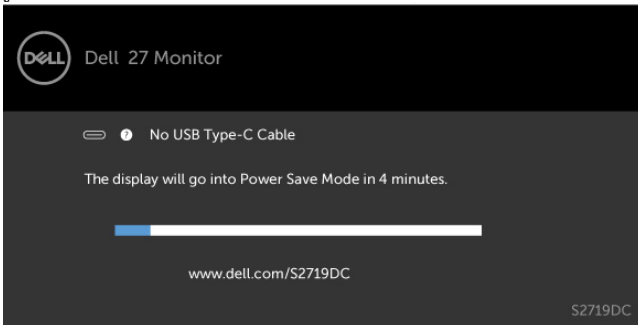 DELL
Dell 27 Monitor
? No USB Type-C Cable
The display will go into Power Save Mode in 4 minutes.
www.dell.com/S2719DC
S2719DC